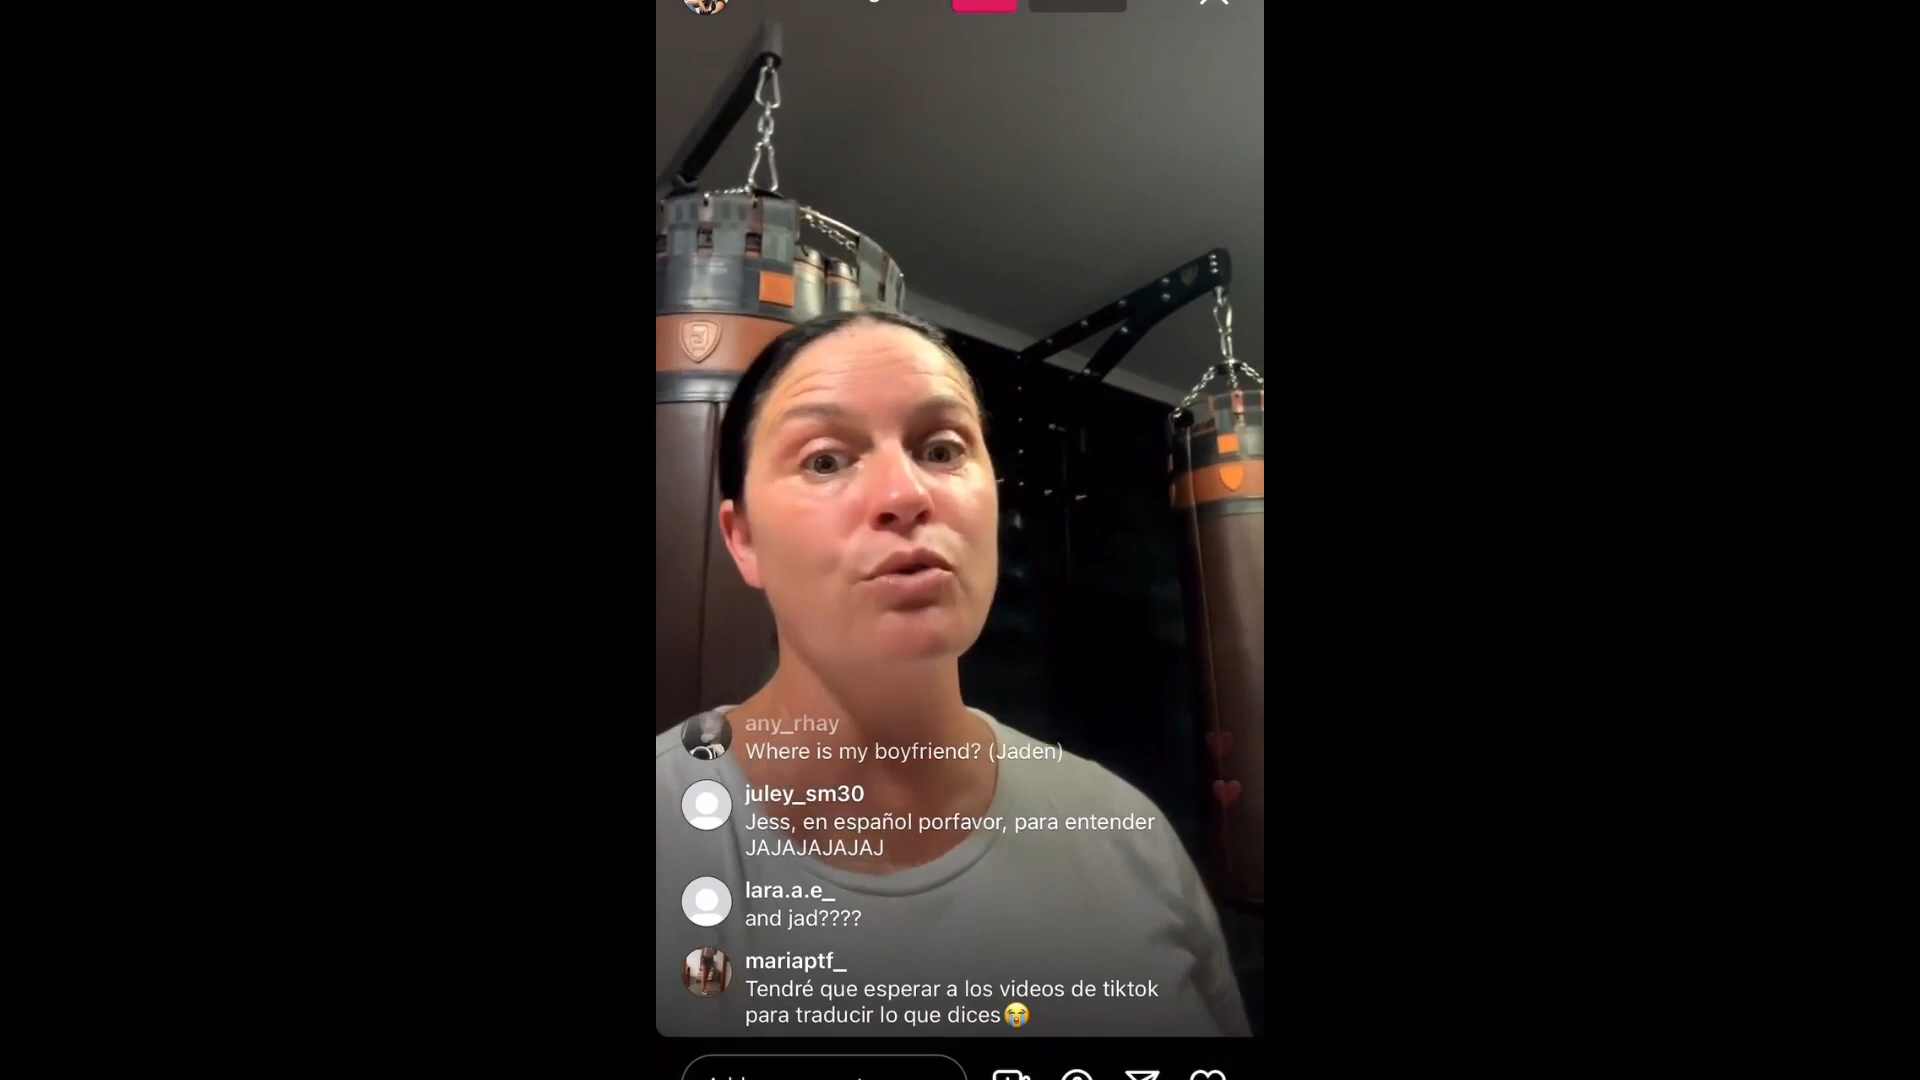 any_rhay
Where is my boyfriend? (Jaden)
juley_sm30
Jess, en español porfavor, para entender
JAJAJAJAJAJ
lara.a.e_
and jad????
mariaptf_
Tendré que esperar a los videos de tiktok
para traducir lo que dices😭